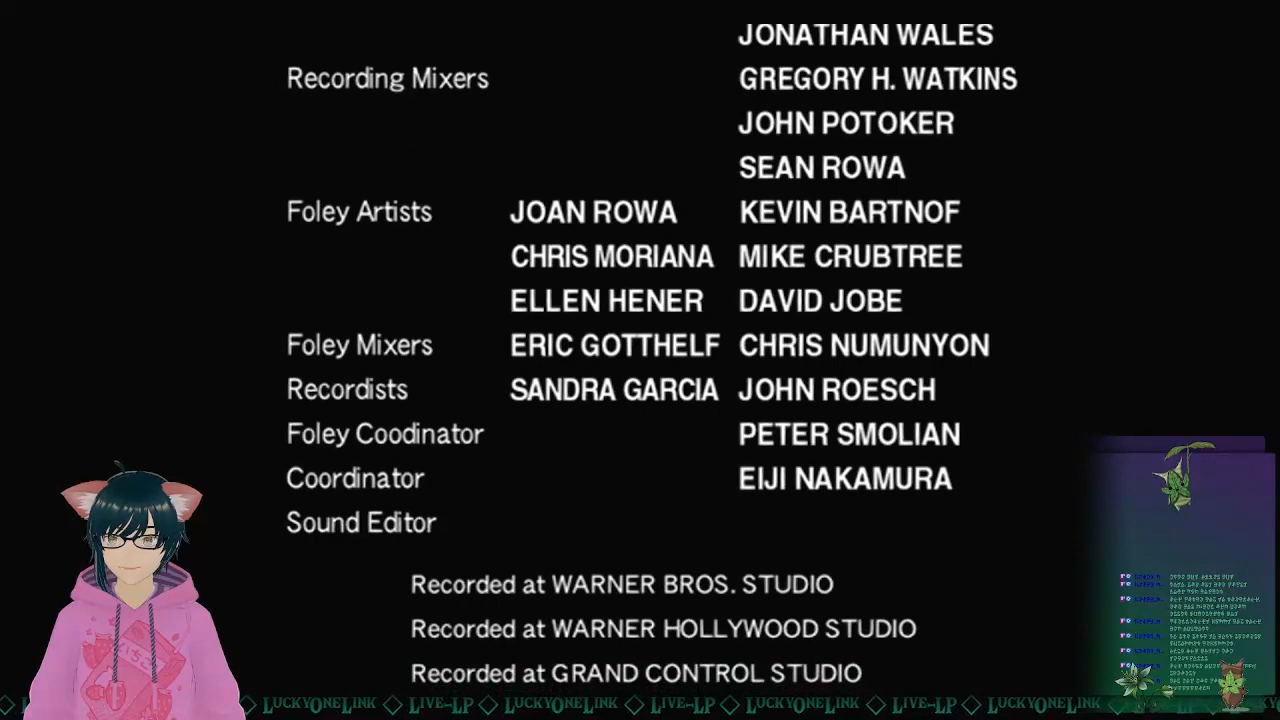 JONATHAN WALES
Recording Mixers GREGORY H. WATKINS
JOHN POTOKER
SEAN ROWA
Foley Artists JOAN ROWA KEVIN BARTNOF
CHRIS MORIANA MIKE CRUBTREE
ELLEN HENER DAVID JOBE
Foley Mixers ERIC GOTTHELF CHRIS NUMUNYON
Recordists SANDRA GARCIA JOHN ROESCH
Foley Coodinator PETER SMOLIAN
Coordinator EIJI NAKAMURA
Sound Editor
Recorded at WARNER BROS. STUDIO
Recorded at WARNER HOLLYWOOD STUDIO
Recorded at GRAND CONTROL STUDIO
LUCKYONELINK LIVE-LP LUCKYONELINK LIVE-LP LUCKYONELINK LIVE-LP LUCKYONELINK LIVE-LP